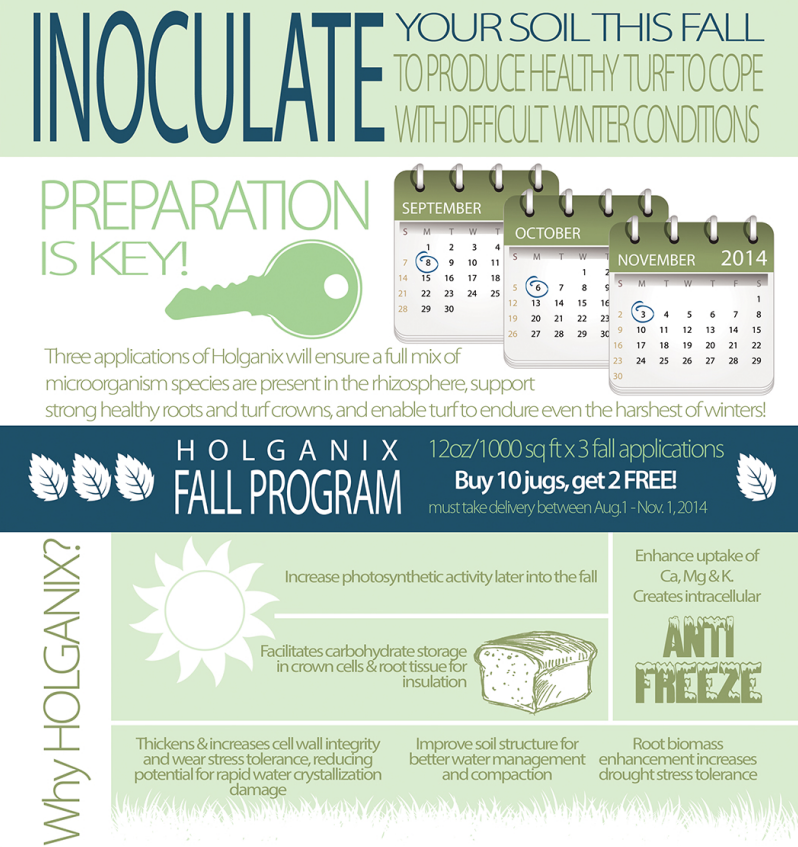 INOCULATE
YOUR SOIL THIS FALL
TO PRODUCE HEALTHY TURF TO COPE
WITH DIFFICULT WINTER CONDITIONS
PREPARATION
IS KEY!
SEPTEMBER
S M T W T
1 2 3 4
7 8 9 10 11
14 15 16 17 18
21 22 23 24 25
28 29 30
OCTOBER
S M T W
1 2
5 6 7 8 9
12 13 14 15 16
19 20 21 22 23
26 27 28 29 30
NOVEMBER 2014
S M T W T F S
1
2 3 4 5 6 7 8
9 10 11 12 13 14 15
16 17 18 19 20 21 22
23 24 25 26 27 28 29
30
Three applications of Holganix will ensure a full mix of
microorganism species are present in the rhizosphere, support
strong healthy roots and turf crowns, and enable turf to endure even the harshest of winters!
HOLGANIX
FALL PROGRAM
12oz/1000 sq ft x 3 fall applications
Buy 10 jugs, get 2 FREE!
must take delivery between Aug.1 - Nov. 1, 2014
Why HOLGANIX?
Increase photosynthetic activity later into the fall
Facilitates carbohydrate storage
in crown cells & root tissue for
insulation
Enhance uptake of
Ca, Mg & K.
Creates intracellular
ANTI
FREEZE
Thickens & increases cell wall integrity
and wear stress tolerance, reducing
potential for rapid water crystallization
damage
Improve soil structure for
better water management
and compaction
Root biomass
enhancement increases
drought stress tolerance